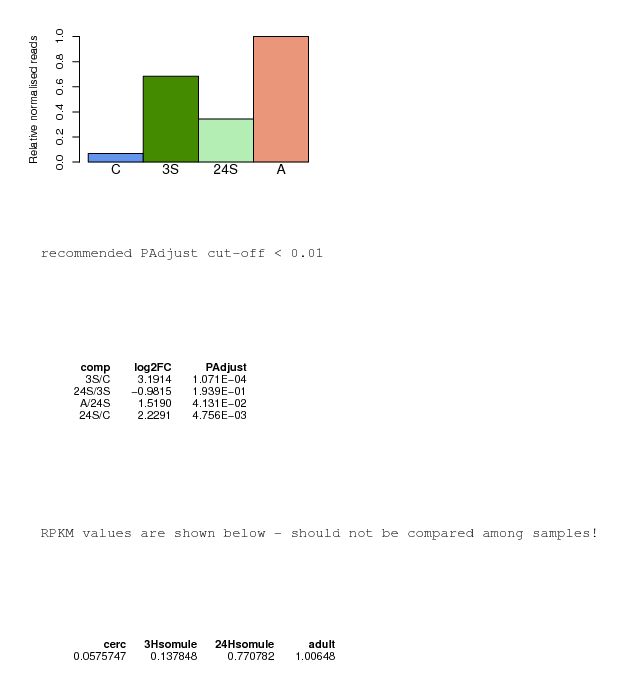 Relative normalised reads
1.0
0.8
0.6
0.4
0.2
0.0
C 3S 24S A
recommended PAdjust cut-off < 0.01
comp log2FC PAdjust
3S/C 3.1914 1.071E-04
24S/3S -0.9815 1.939E-01
A/24S 1.5190 4.131E-02
24S/C 2.2291 4.756E-03
RPKM values are shown below - should not be compared among samples!
cerc 3Hsomule 24Hsomule adult
0.0575747 0.137848 0.770782 1.00648